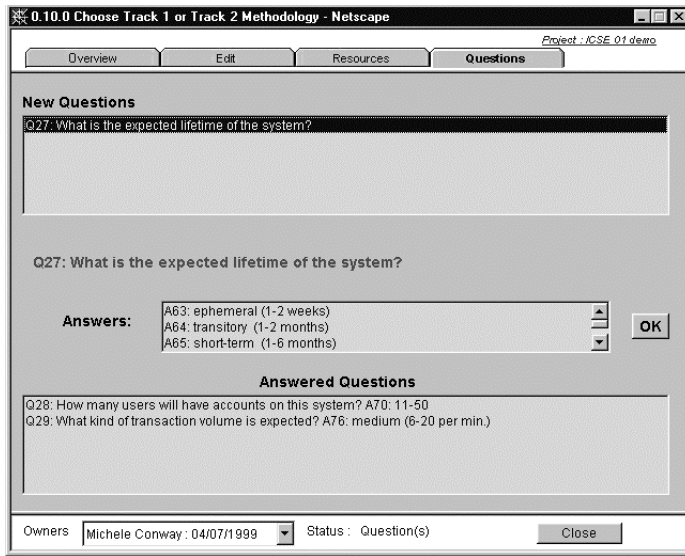 0.10.0 Choose Track 1 or Track 2 Methodology - Netscape
Project : ICSE 01 demo
Overview Edit Resources Questions
New Questions
Q27: What is the expected lifetime of the system?
Q27: What is the expected lifetime of the system?
Answers:
A63: ephemeral (1-2 weeks)
A64: transitory (1-2 months)
A65: short-term (1-6 months)
OK
Answered Questions
Q28: How many users will have accounts on this system? A70: 11-50
Q29: What kind of transaction volume is expected? A76: medium (6-20 per min.)
Owners Michele Conway : 04/07/1999 Status : Question(s) Close